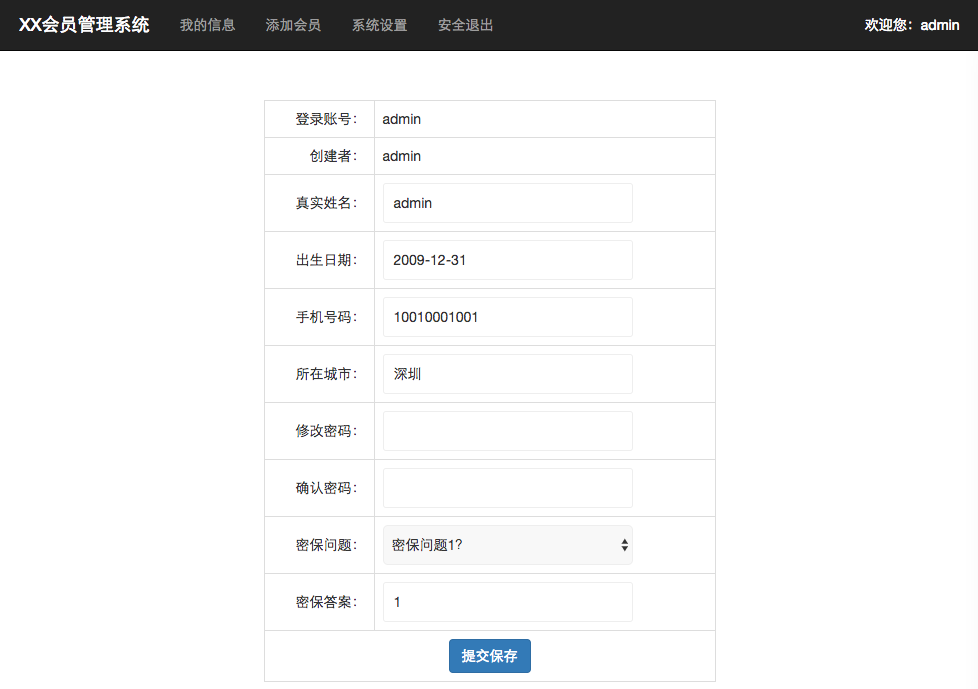 XX会员管理系统 我的信息 添加会员 系统设置 安全退出 欢迎您：admin
登录账号： admin
创建者： admin
真实姓名： admin
出生日期： 2009-12-31
手机号码： 10010001001
所在城市： 深圳
修改密码：
确认密码：
密保问题： 密保问题1?
密保答案： 1
提交保存